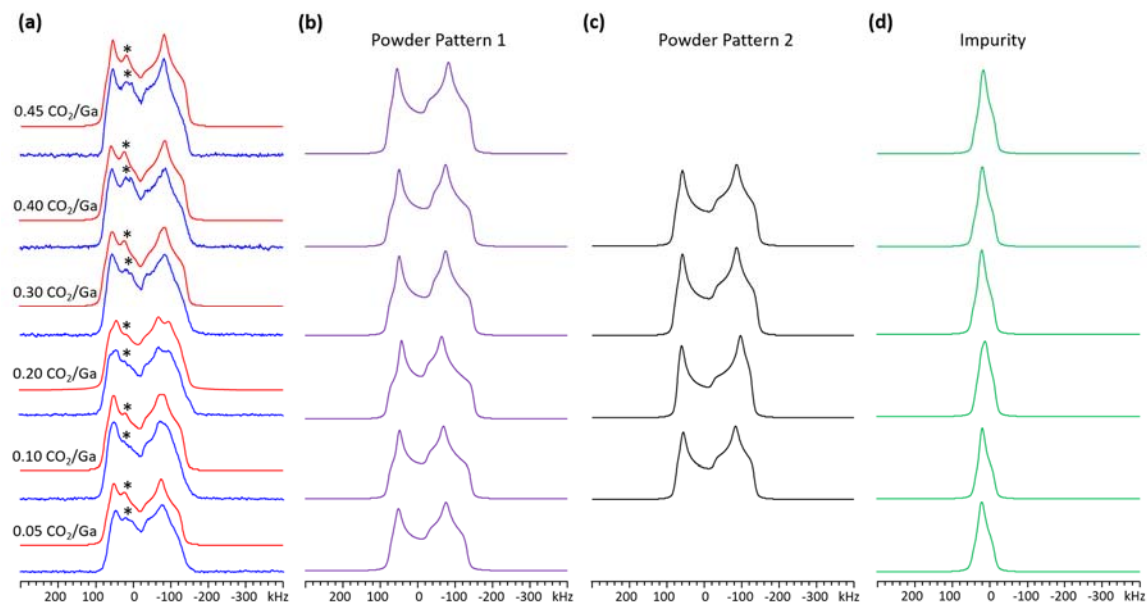 (a)
(b)
(c)
(d)
Powder Pattern 1
Powder Pattern 2
Impurity
*
*
0.45 CO₂/Ga
*
*
0.40 CO₂/Ga
*
*
0.30 CO₂/Ga
*
*
0.20 CO₂/Ga
*
*
0.10 CO₂/Ga
*
*
0.05 CO₂/Ga
200 100 0 -100 -200 -300 kHz
200 100 0 -100 -200 -300 kHz
200 100 0 -100 -200 -300 kHz
200 100 0 -100 -200 -300 kHz